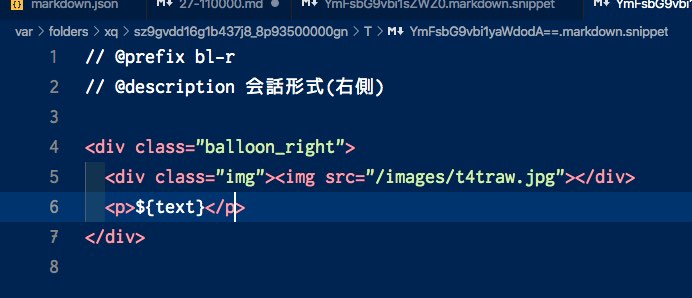 markdown.json
27-110000.md
YmFsbG9vbi1sZWZ0.markdown.snippet
YmFsbG9vbi1yaWdodA==.
var > folders > xq > sz9gvdd16g1b437j8_8p93500000gn > T > YmFsbG9vbi1yaWdodA==.markdown.snippet
1 // @prefix bl-r
2 // @description 会話形式(右側)
3
4 <div class="balloon_right">
5 <div class="img"><img src="/images/t4traw.jpg"></div>
6 <p>${text}</p>
7 </div>
8